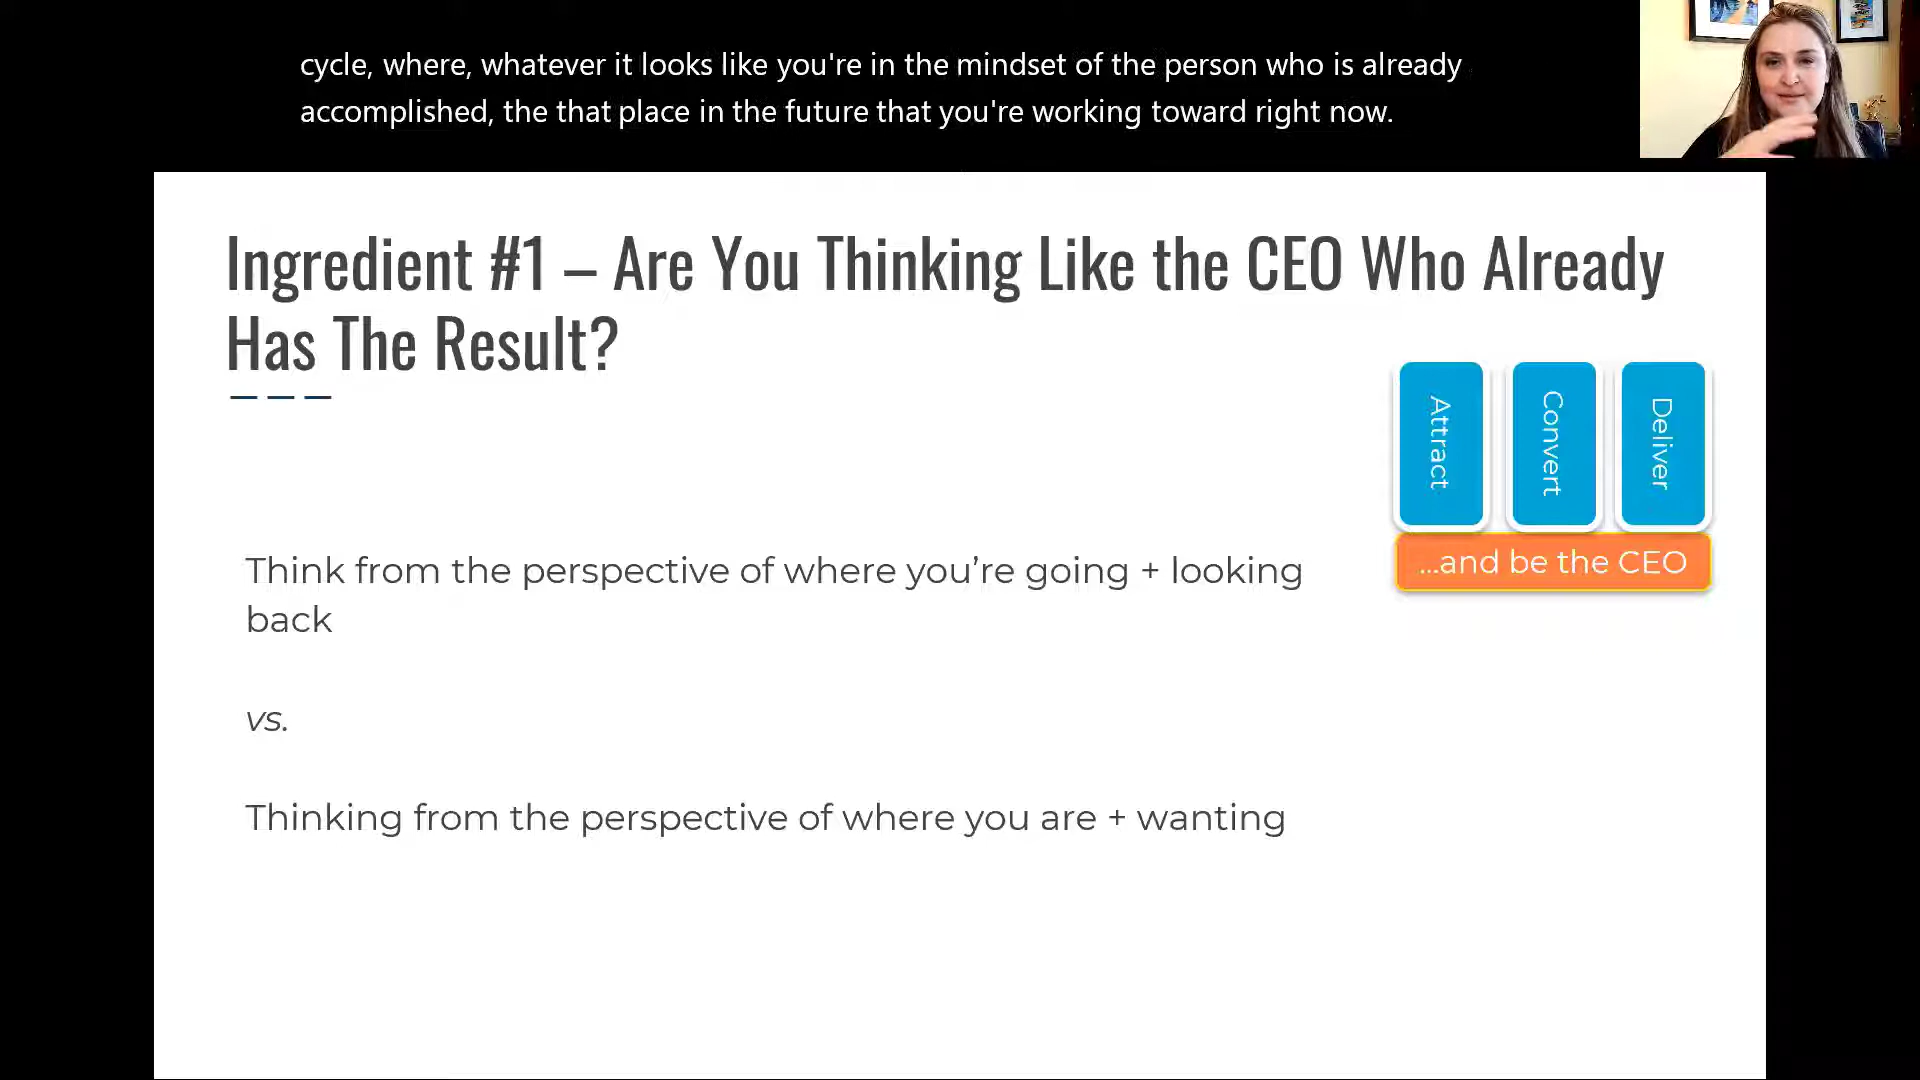 cycle, where, whatever it looks like you're in the mindset of the person who is already
accomplished, the that place in the future that you're working toward right now.
Ingredient #1 – Are You Thinking Like the CEO Who Already
Has The Result?
Attract
Convert
Deliver
...and be the CEO
Think from the perspective of where you’re going + looking
back
vs.
Thinking from the perspective of where you are + wanting